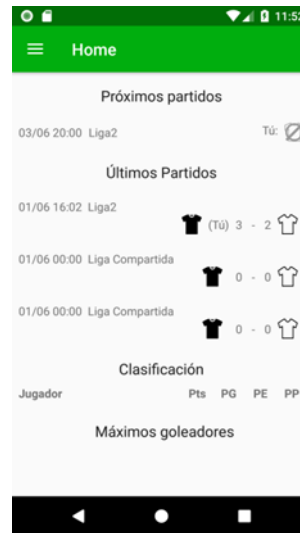 11:52
Home
Próximos partidos
03/06 20:00 Liga2 Tú:
Últimos Partidos
01/06 16:02 Liga2
(Tú) 3 - 2
01/06 00:00 Liga Compartida
0 - 0
01/06 00:00 Liga Compartida
0 - 0
Clasificación
Jugador Pts PG PE PP
Máximos goleadores